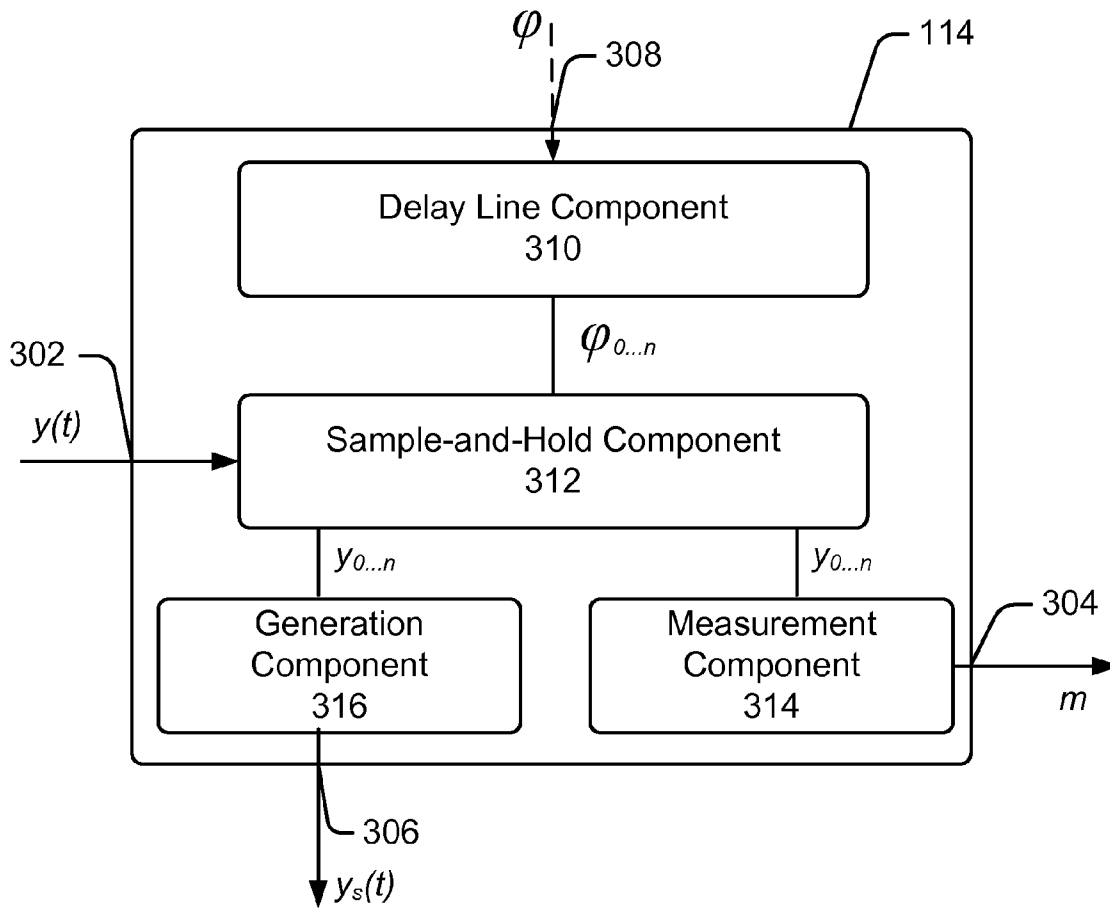 φ
308
114
Delay Line Component
310
φ0...n
302
y(t)
Sample-and-Hold Component
312
y0...n
y0...n
304
Generation
Component
316
Measurement
Component
314
m
306
ys(t)